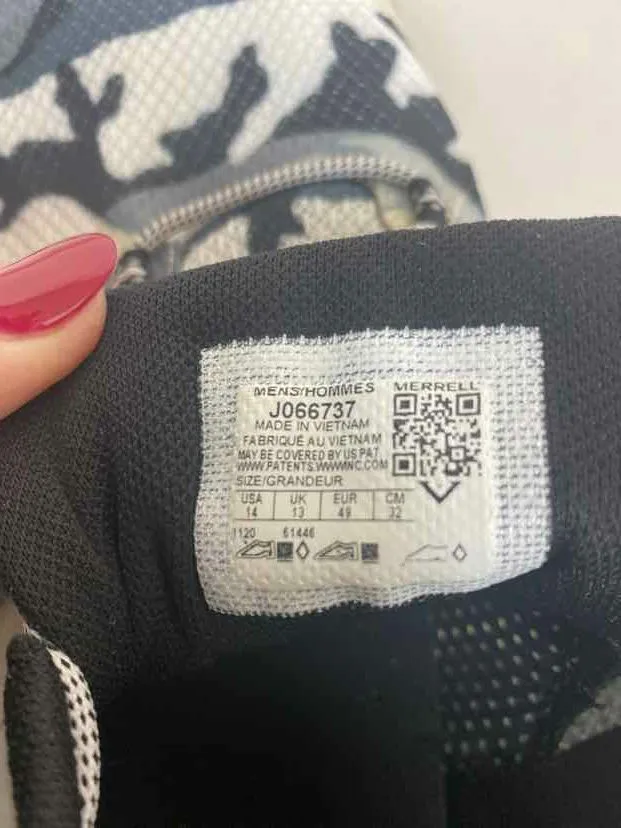 MENS/HOMMES MERRELL
J066737
MADE IN VIETNAM
FABRIQUÉ AU VIETNAM
MAY BE COVERED BY US PAT.
WWW.PATENTS.WWWINC.COM
SIZE/GRANDEUR
USA UK EUR CM
14 13 49 32
1120 61446